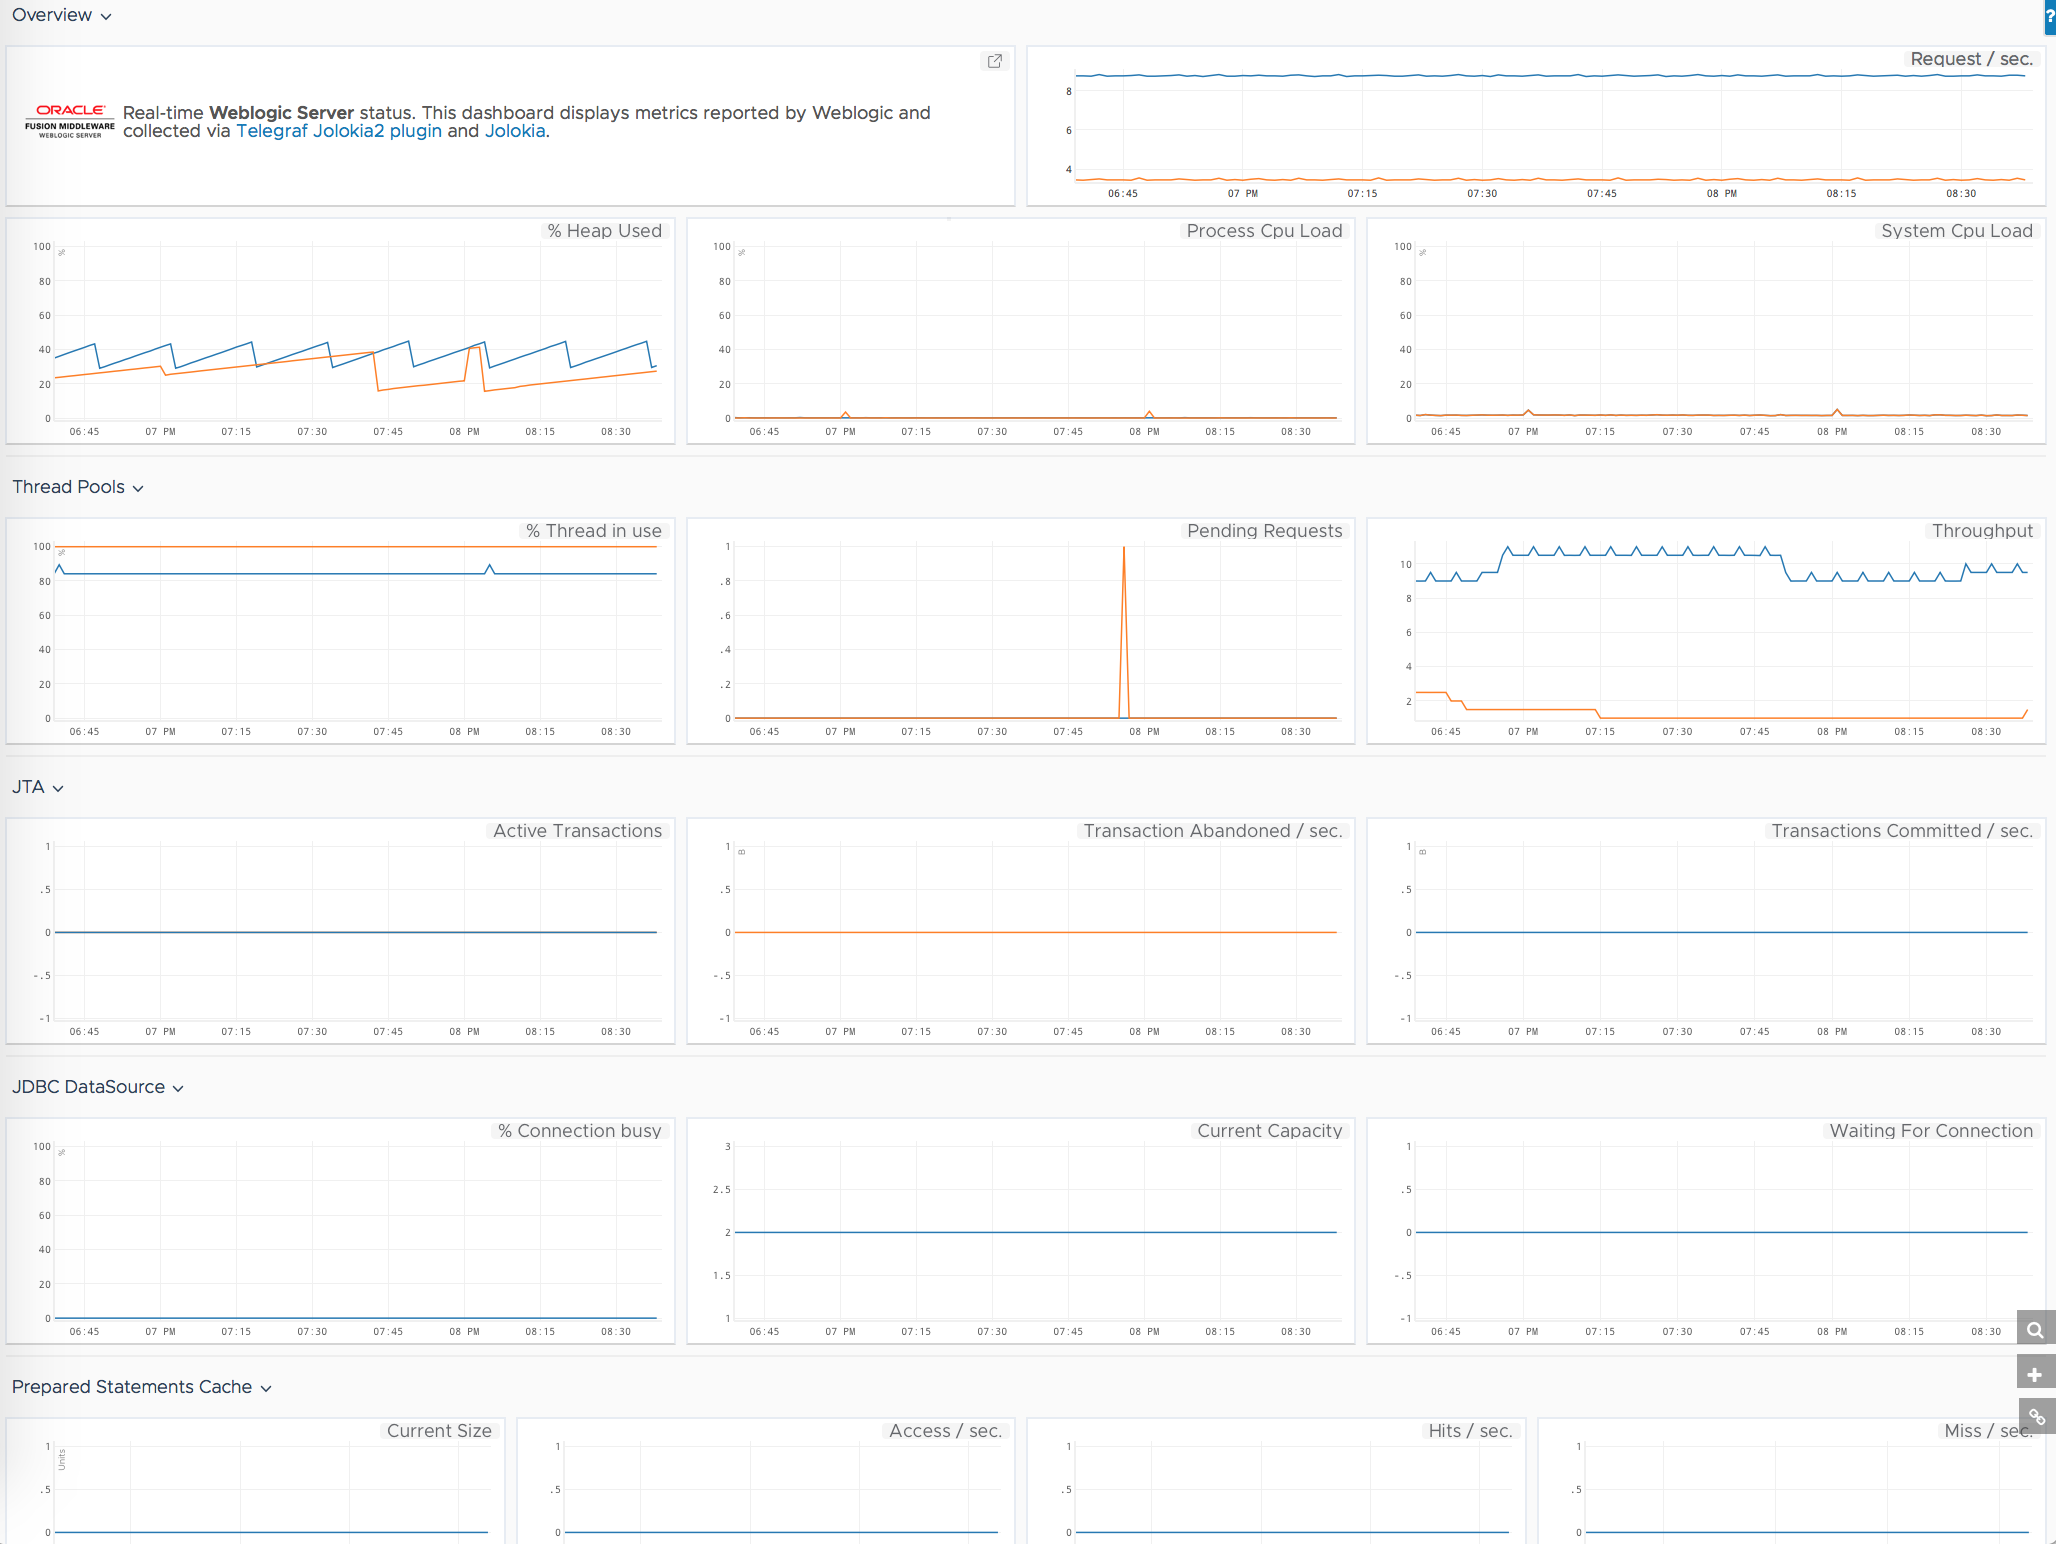 Overview
?
ORACLE
FUSION MIDDLEWARE
WEBLOGIC SERVER
Real-time Weblogic Server status. This dashboard displays metrics reported by Weblogic and
collected via Telegraf Jolokia2 plugin and Jolokia.
Request / sec.
8
6
4
06:45 07 PM 07:15 07:30 07:45 08 PM 08:15 08:30
% Heap Used
%
100
80
60
40
20
0
06:45 07 PM 07:15 07:30 07:45 08 PM 08:15 08:30
Process Cpu Load
%
100
80
60
40
20
0
06:45 07 PM 07:15 07:30 07:45 08 PM 08:15 08:30
System Cpu Load
%
100
80
60
40
20
0
06:45 07 PM 07:15 07:30 07:45 08 PM 08:15 08:30
Thread Pools
% Thread in use
%
100
80
60
40
20
0
06:45 07 PM 07:15 07:30 07:45 08 PM 08:15 08:30
Pending Requests
1
.8
.6
.4
.2
0
06:45 07 PM 07:15 07:30 07:45 08 PM 08:15 08:30
Throughput
10
8
6
4
2
06:45 07 PM 07:15 07:30 07:45 08 PM 08:15 08:30
JTA
Active Transactions
1
.5
0
-.5
-1
06:45 07 PM 07:15 07:30 07:45 08 PM 08:15 08:30
Transaction Abandoned / sec.
B
1
.5
0
-.5
-1
06:45 07 PM 07:15 07:30 07:45 08 PM 08:15 08:30
Transactions Committed / sec.
B
1
.5
0
-.5
-1
06:45 07 PM 07:15 07:30 07:45 08 PM 08:15 08:30
JDBC DataSource
% Connection busy
%
100
80
60
40
20
0
06:45 07 PM 07:15 07:30 07:45 08 PM 08:15 08:30
Current Capacity
3
2.5
2
1.5
1
06:45 07 PM 07:15 07:30 07:45 08 PM 08:15 08:30
Waiting For Connection
1
.5
0
-.5
-1
06:45 07 PM 07:15 07:30 07:45 08 PM 08:15 08:30
Prepared Statements Cache
Current Size
Units
1
.5
0
Access / sec.
1
.5
0
Hits / sec.
1
.5
0
Miss / sec.
1
.5
0